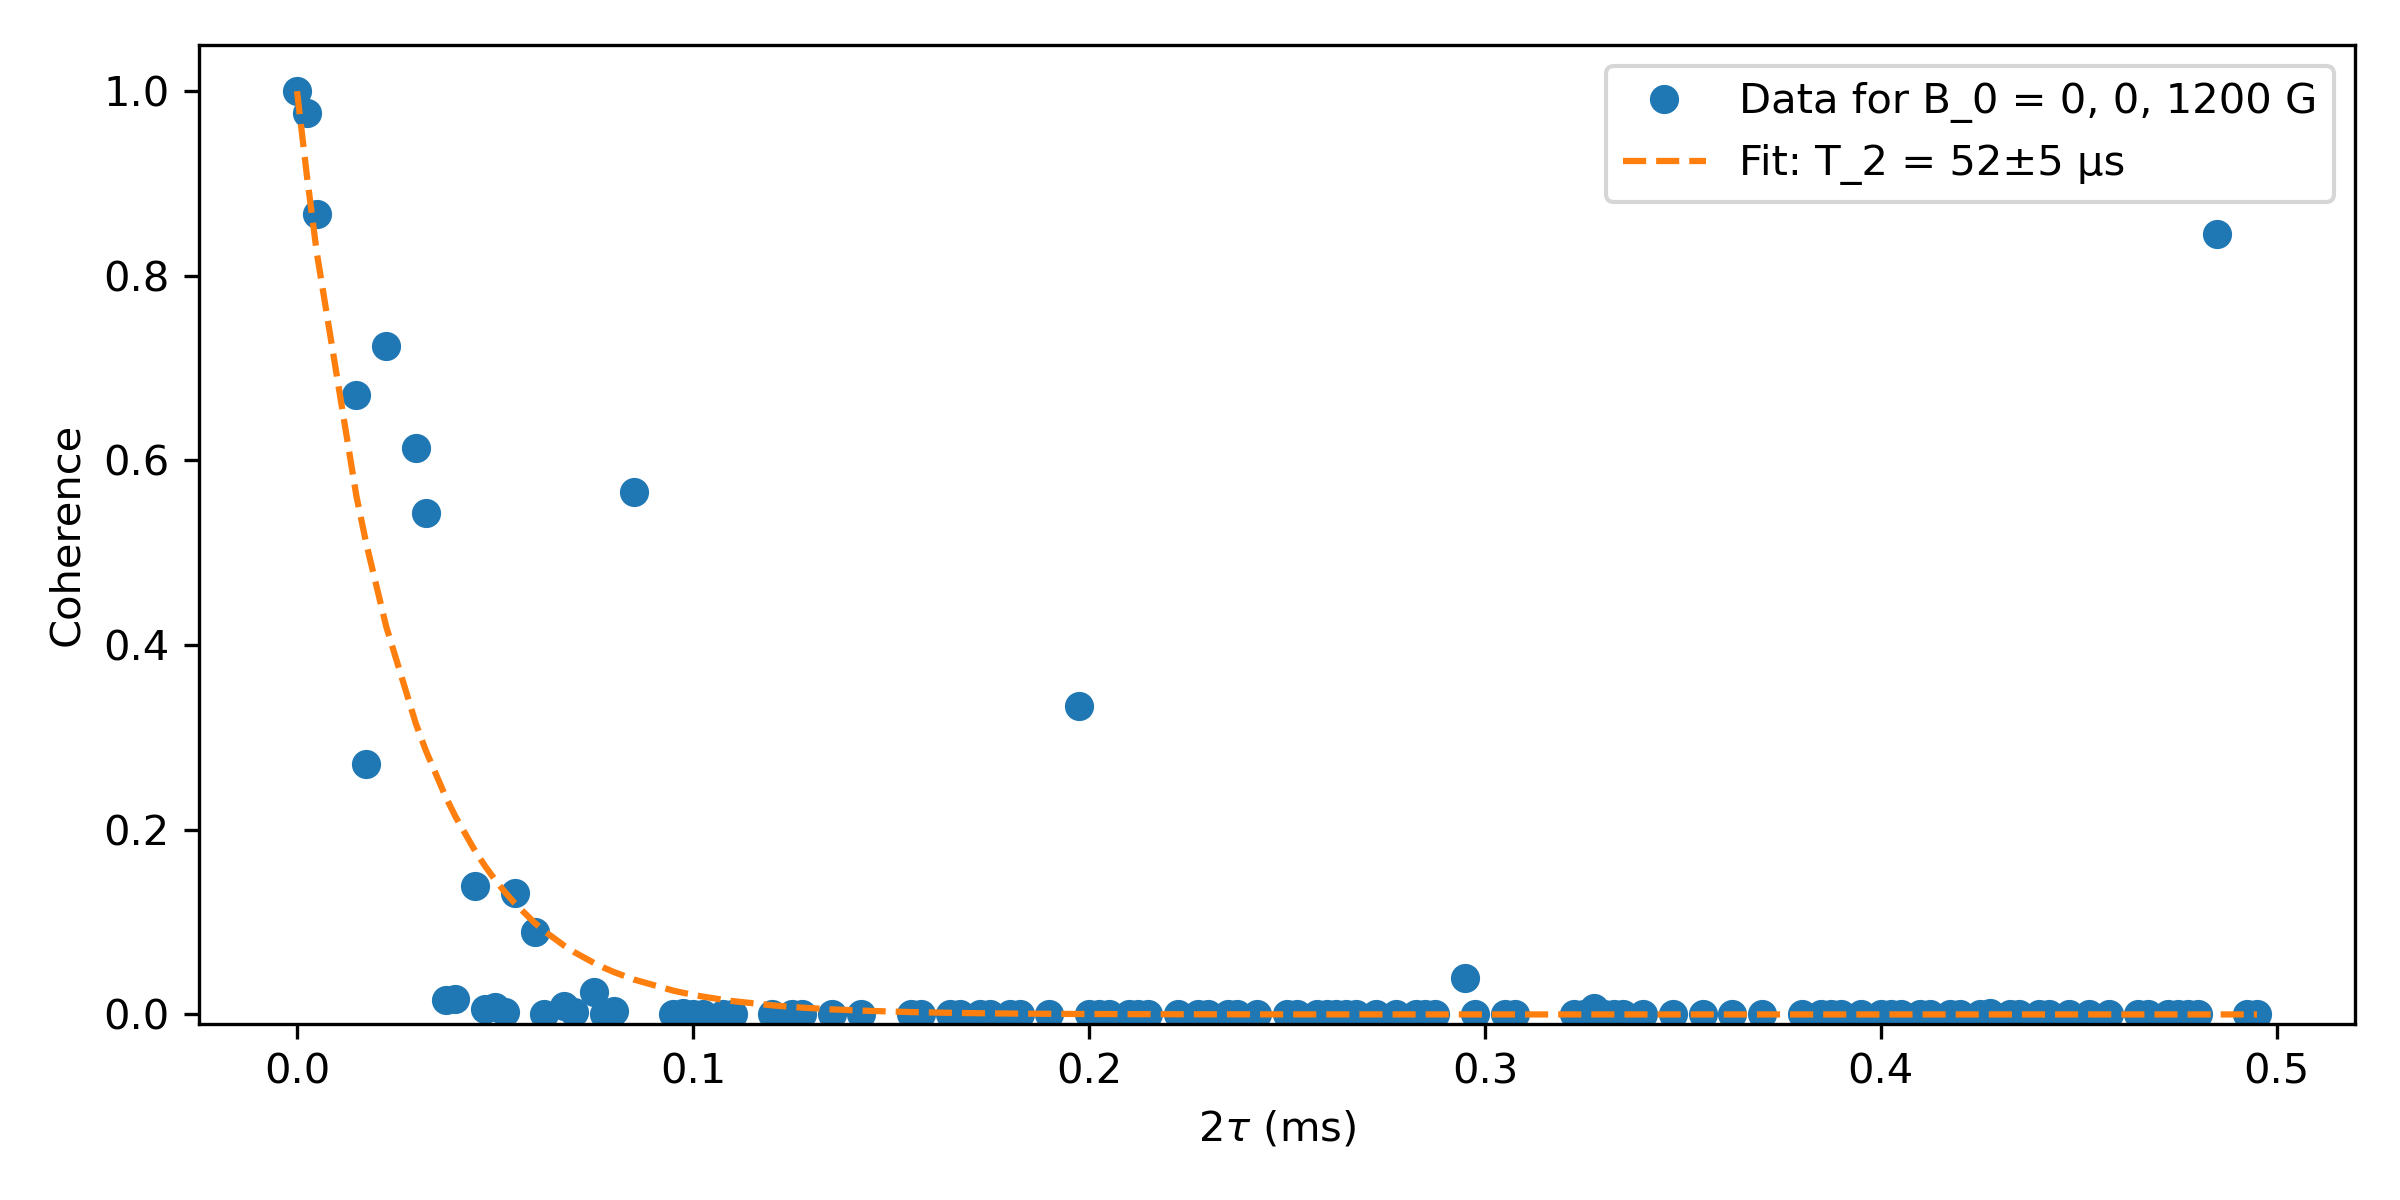 Data for B_0 = 0, 0, 1200 G
Fit: T_2 = 52±5 μs
1.0
0.8
0.6
0.4
0.2
0.0
Coherence
0.0 0.1 0.2 0.3 0.4 0.5
2τ (ms)